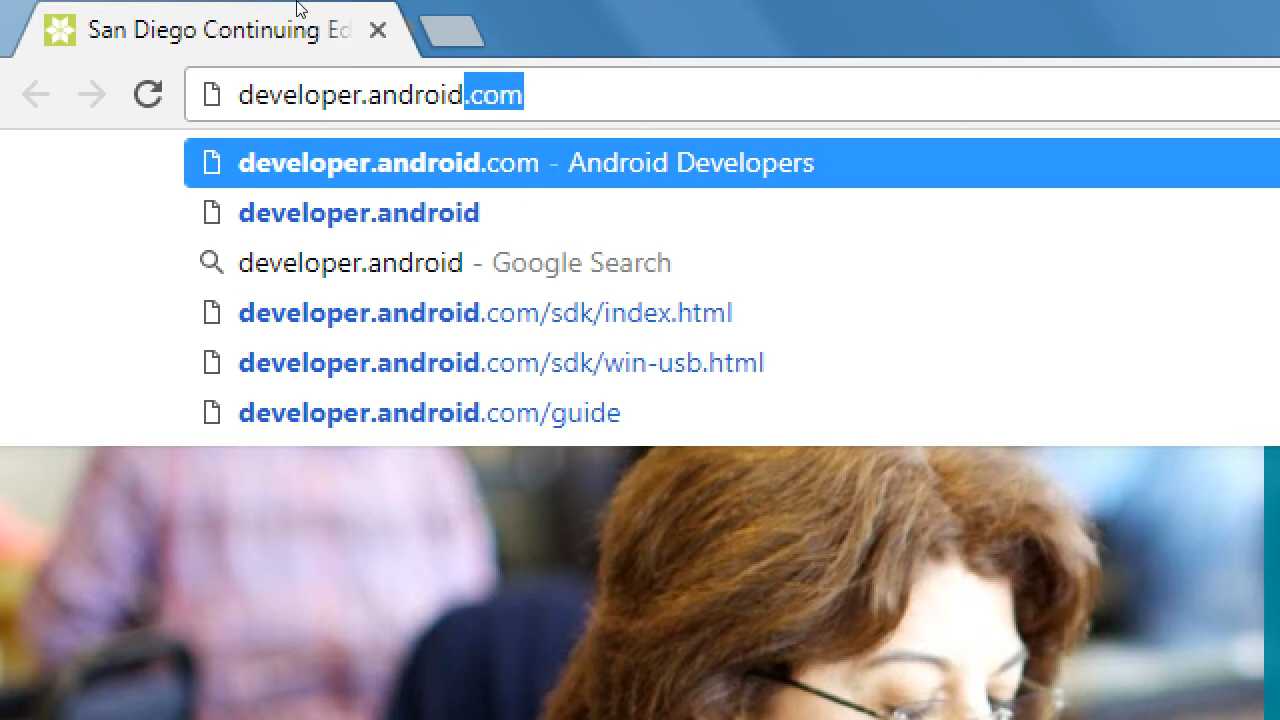 San Diego Continuing Ed
developer.android.com
developer.android.com - Android Developers
developer.android
developer.android - Google Search
developer.android.com/sdk/index.html
developer.android.com/sdk/win-usb.html
developer.android.com/guide